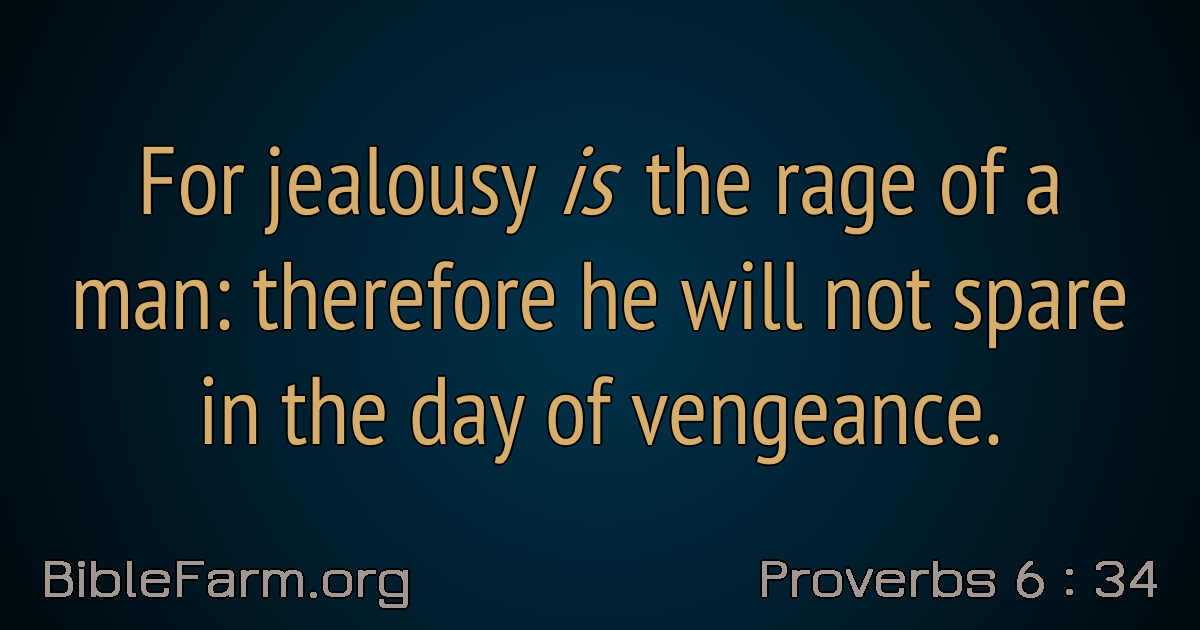 For jealousy is the rage of a
man: therefore he will not spare
in the day of vengeance.
BibleFarm.org
Proverbs 6 : 34